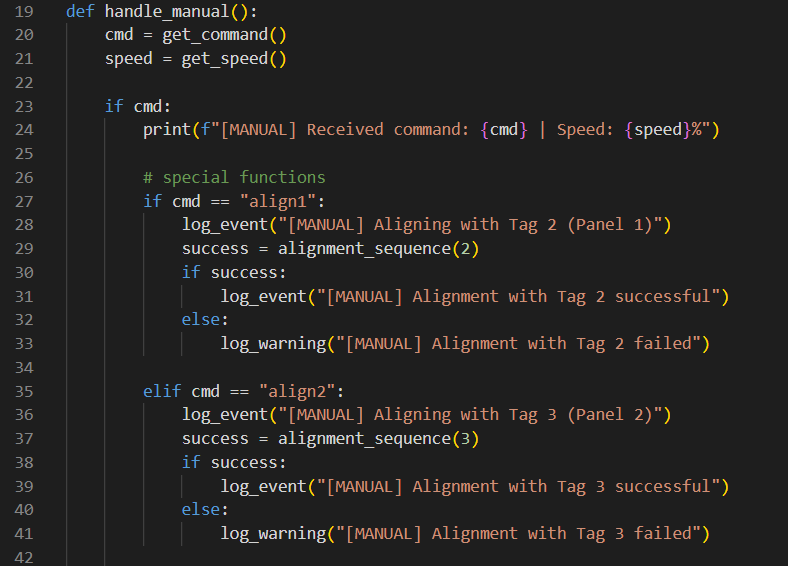 19 def handle_manual():
20     cmd = get_command()
21     speed = get_speed()
22
23     if cmd:
24         print(f"[MANUAL] Received command: {cmd} | Speed: {speed}%")
25
26         # special functions
27         if cmd == "align1":
28             log_event("[MANUAL] Aligning with Tag 2 (Panel 1)")
29             success = alignment_sequence(2)
30             if success:
31                 log_event("[MANUAL] Alignment with Tag 2 successful")
32             else:
33                 log_warning("[MANUAL] Alignment with Tag 2 failed")
34
35         elif cmd == "align2":
36             log_event("[MANUAL] Aligning with Tag 3 (Panel 2)")
37             success = alignment_sequence(3)
38             if success:
39                 log_event("[MANUAL] Alignment with Tag 3 successful")
40             else:
41                 log_warning("[MANUAL] Alignment with Tag 3 failed")
42